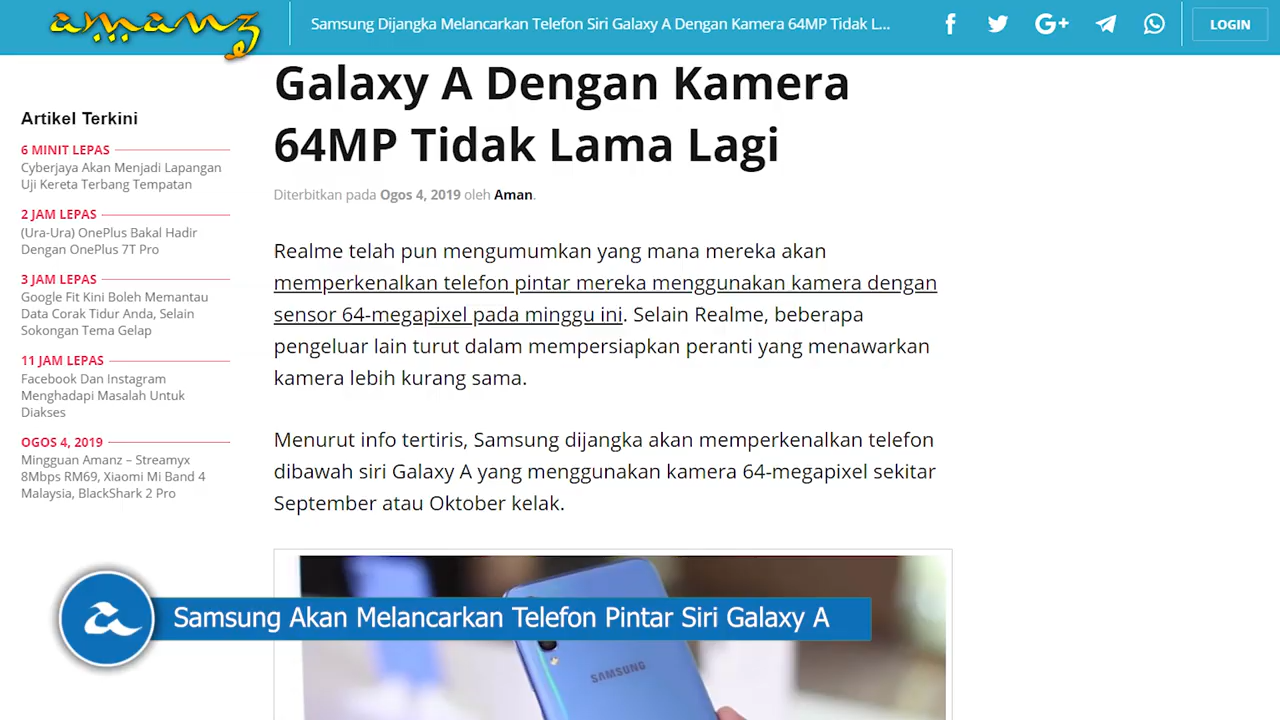 amanz
Samsung Dijangka Melancarkan Telefon Siri Galaxy A Dengan Kamera 64MP Tidak L...
LOGIN
Galaxy A Dengan Kamera
64MP Tidak Lama Lagi
Diterbitkan pada Ogos 4, 2019 oleh Aman.
Artikel Terkini
6 MINIT LEPAS
Cyberjaya Akan Menjadi Lapangan
Uji Kereta Terbang Tempatan
2 JAM LEPAS
(Ura-Ura) OnePlus Bakal Hadir
Dengan OnePlus 7T Pro
3 JAM LEPAS
Google Fit Kini Boleh Memantau
Data Corak Tidur Anda, Selain
Sokongan Tema Gelap
11 JAM LEPAS
Facebook Dan Instagram
Menghadapi Masalah Untuk
Diakses
OGOS 4, 2019
Mingguan Amanz – Streamyx
8Mbps RM69, Xiaomi Mi Band 4
Malaysia, BlackShark 2 Pro
Realme telah pun mengumumkan yang mana mereka akan
memperkenalkan telefon pintar mereka menggunakan kamera dengan
sensor 64-megapixel pada minggu ini. Selain Realme, beberapa
pengeluar lain turut dalam mempersiapkan peranti yang menawarkan
kamera lebih kurang sama.
Menurut info tertiris, Samsung dijangka akan memperkenalkan telefon
dibawah siri Galaxy A yang menggunakan kamera 64-megapixel sekitar
September atau Oktober kelak.
Samsung Akan Melancarkan Telefon Pintar Siri Galaxy A
SAMSUNG